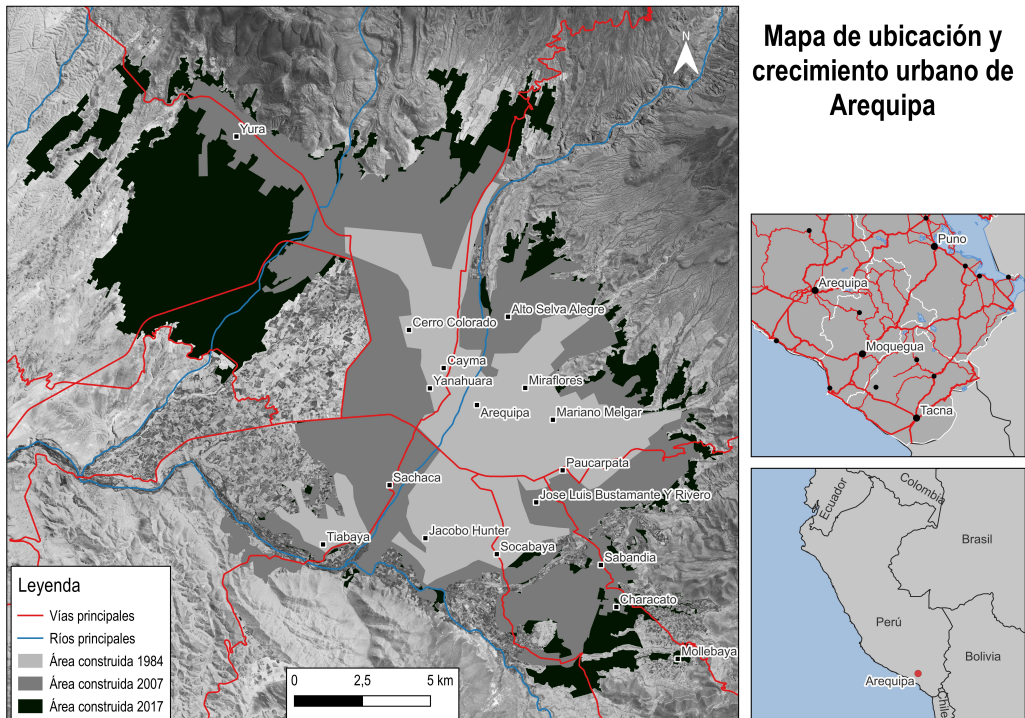 Mapa de ubicación y
crecimiento urbano de
Arequipa
N
Yura
Alto Selva Alegre
Cerro Colorado
Cayma
Yanahuara
Miraflores
Arequipa
Mariano Melgar
Paucarpata
Sachaca
Jose Luis Bustamante Y Rivero
Jacobo Hunter
Tiabaya
Socabaya
Sabandia
Characato
Mollebaya
Leyenda
Vías principales
Ríos principales
Área construida 1984
Área construida 2007
Área construida 2017
0 2,5 5 km
Puno
Arequipa
Moquegua
Tacna
Ecuador
Colombia
Brasil
Perú
Bolivia
Arequipa
Chile